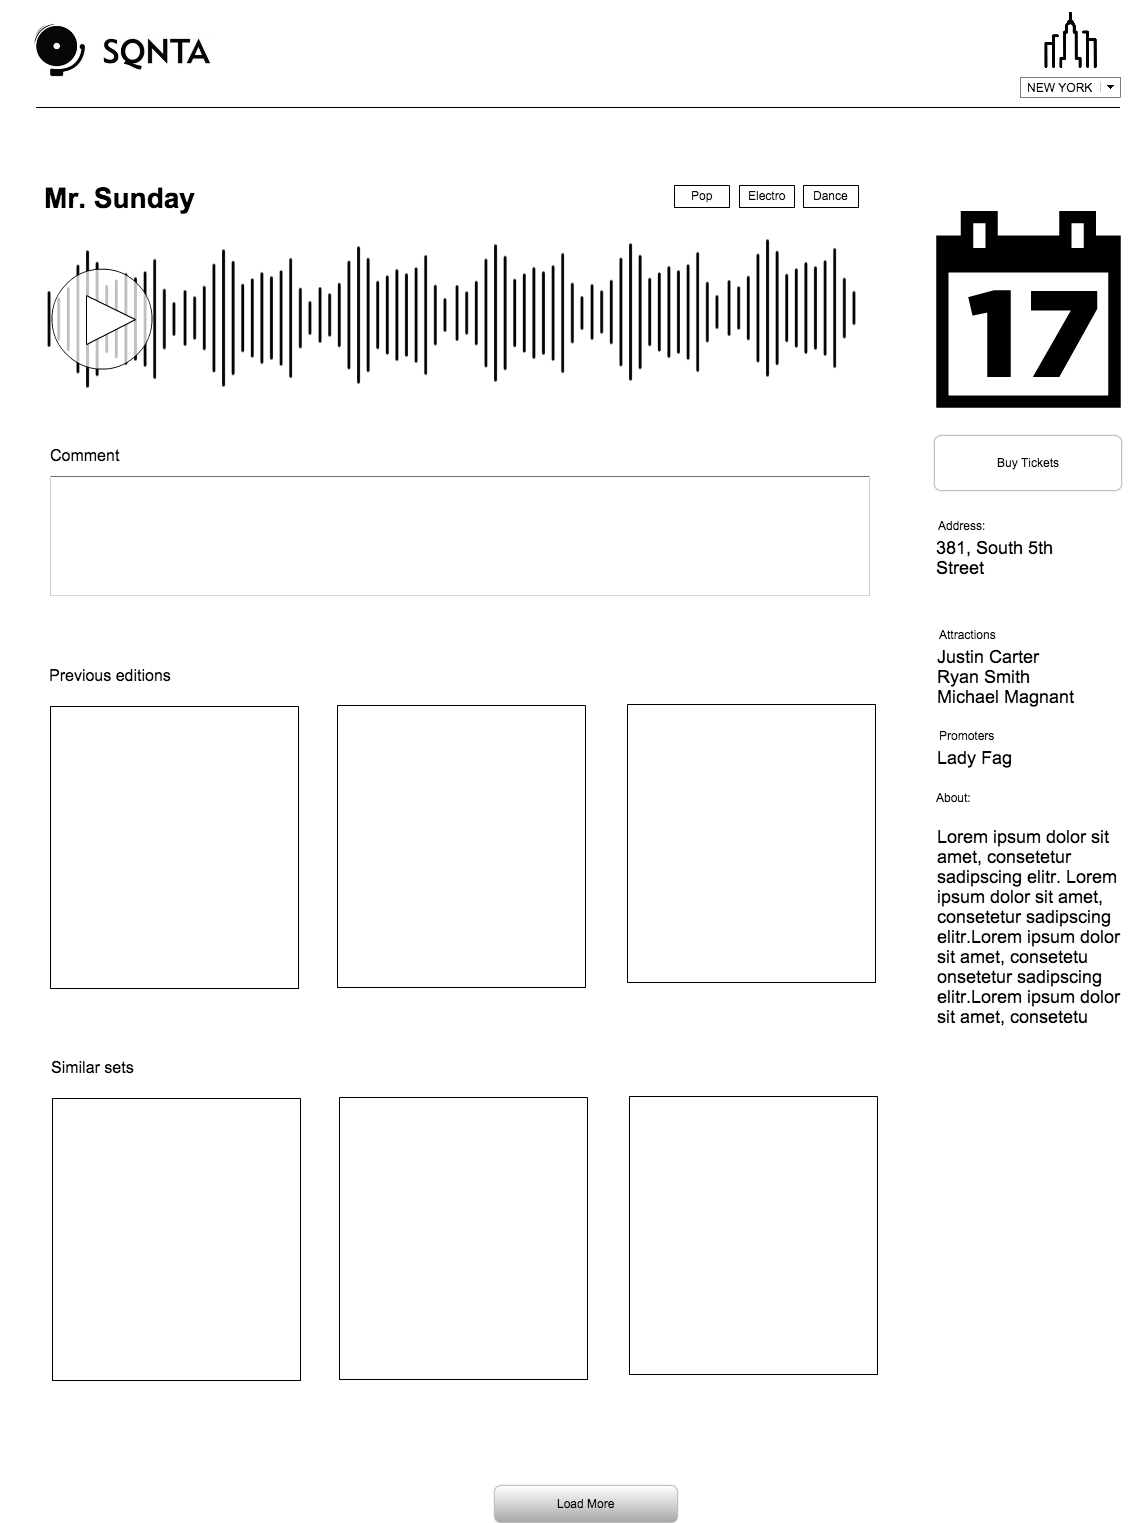 SQNTA
NEW YORK
Mr. Sunday
Pop
Electro
Dance
17
Buy Tickets
Comment
Address:
381, South 5th
Street
Attractions
Justin Carter
Ryan Smith
Michael Magnant
Promoters
Lady Fag
About:
Lorem ipsum dolor sit
amet, consetetur
sadipscing elitr. Lorem
ipsum dolor sit amet,
consetetur sadipscing
elitr.Lorem ipsum dolor
sit amet, consetetu
onsetetur sadipscing
elitr.Lorem ipsum dolor
sit amet, consetetu
Previous editions
Similar sets
Load More